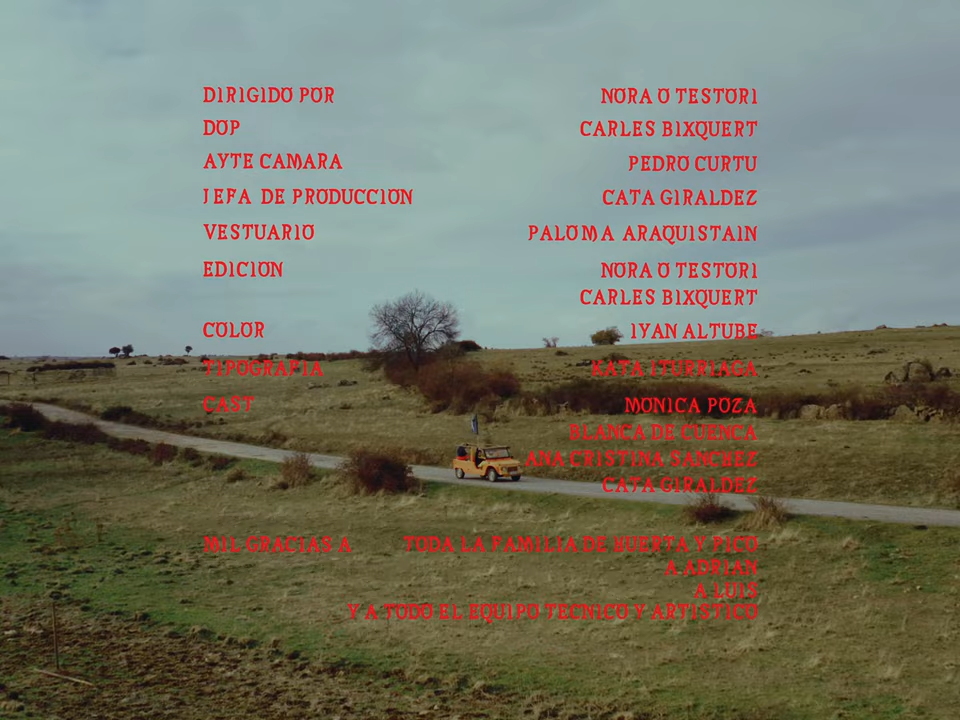 DIRIGIDO POR NORA O TESTORI
DOP CARLES BIXQUERT
AYTE CAMARA PEDRO CURTU
JEFA DE PRODUCCION CATA GIRALDEZ
VESTUARIO PALOMA ARAQUISTAIN
EDICION NORA O TESTORI
CARLES BIXQUERT
COLOR IYAN ALTUBE
TIPOGRAFIA KATA ITURRIAGA
CAST MONICA POZA
BLANCA DE CUENCA
ANA CRISTINA SANCHEZ
CATA GIRALDEZ
MIL GRACIAS A TODA LA FAMILIA DE HUERTA Y PICO
A ADRIAN
A LUIS
Y A TODO EL EQUIPO TECNICO Y ARTISTICO